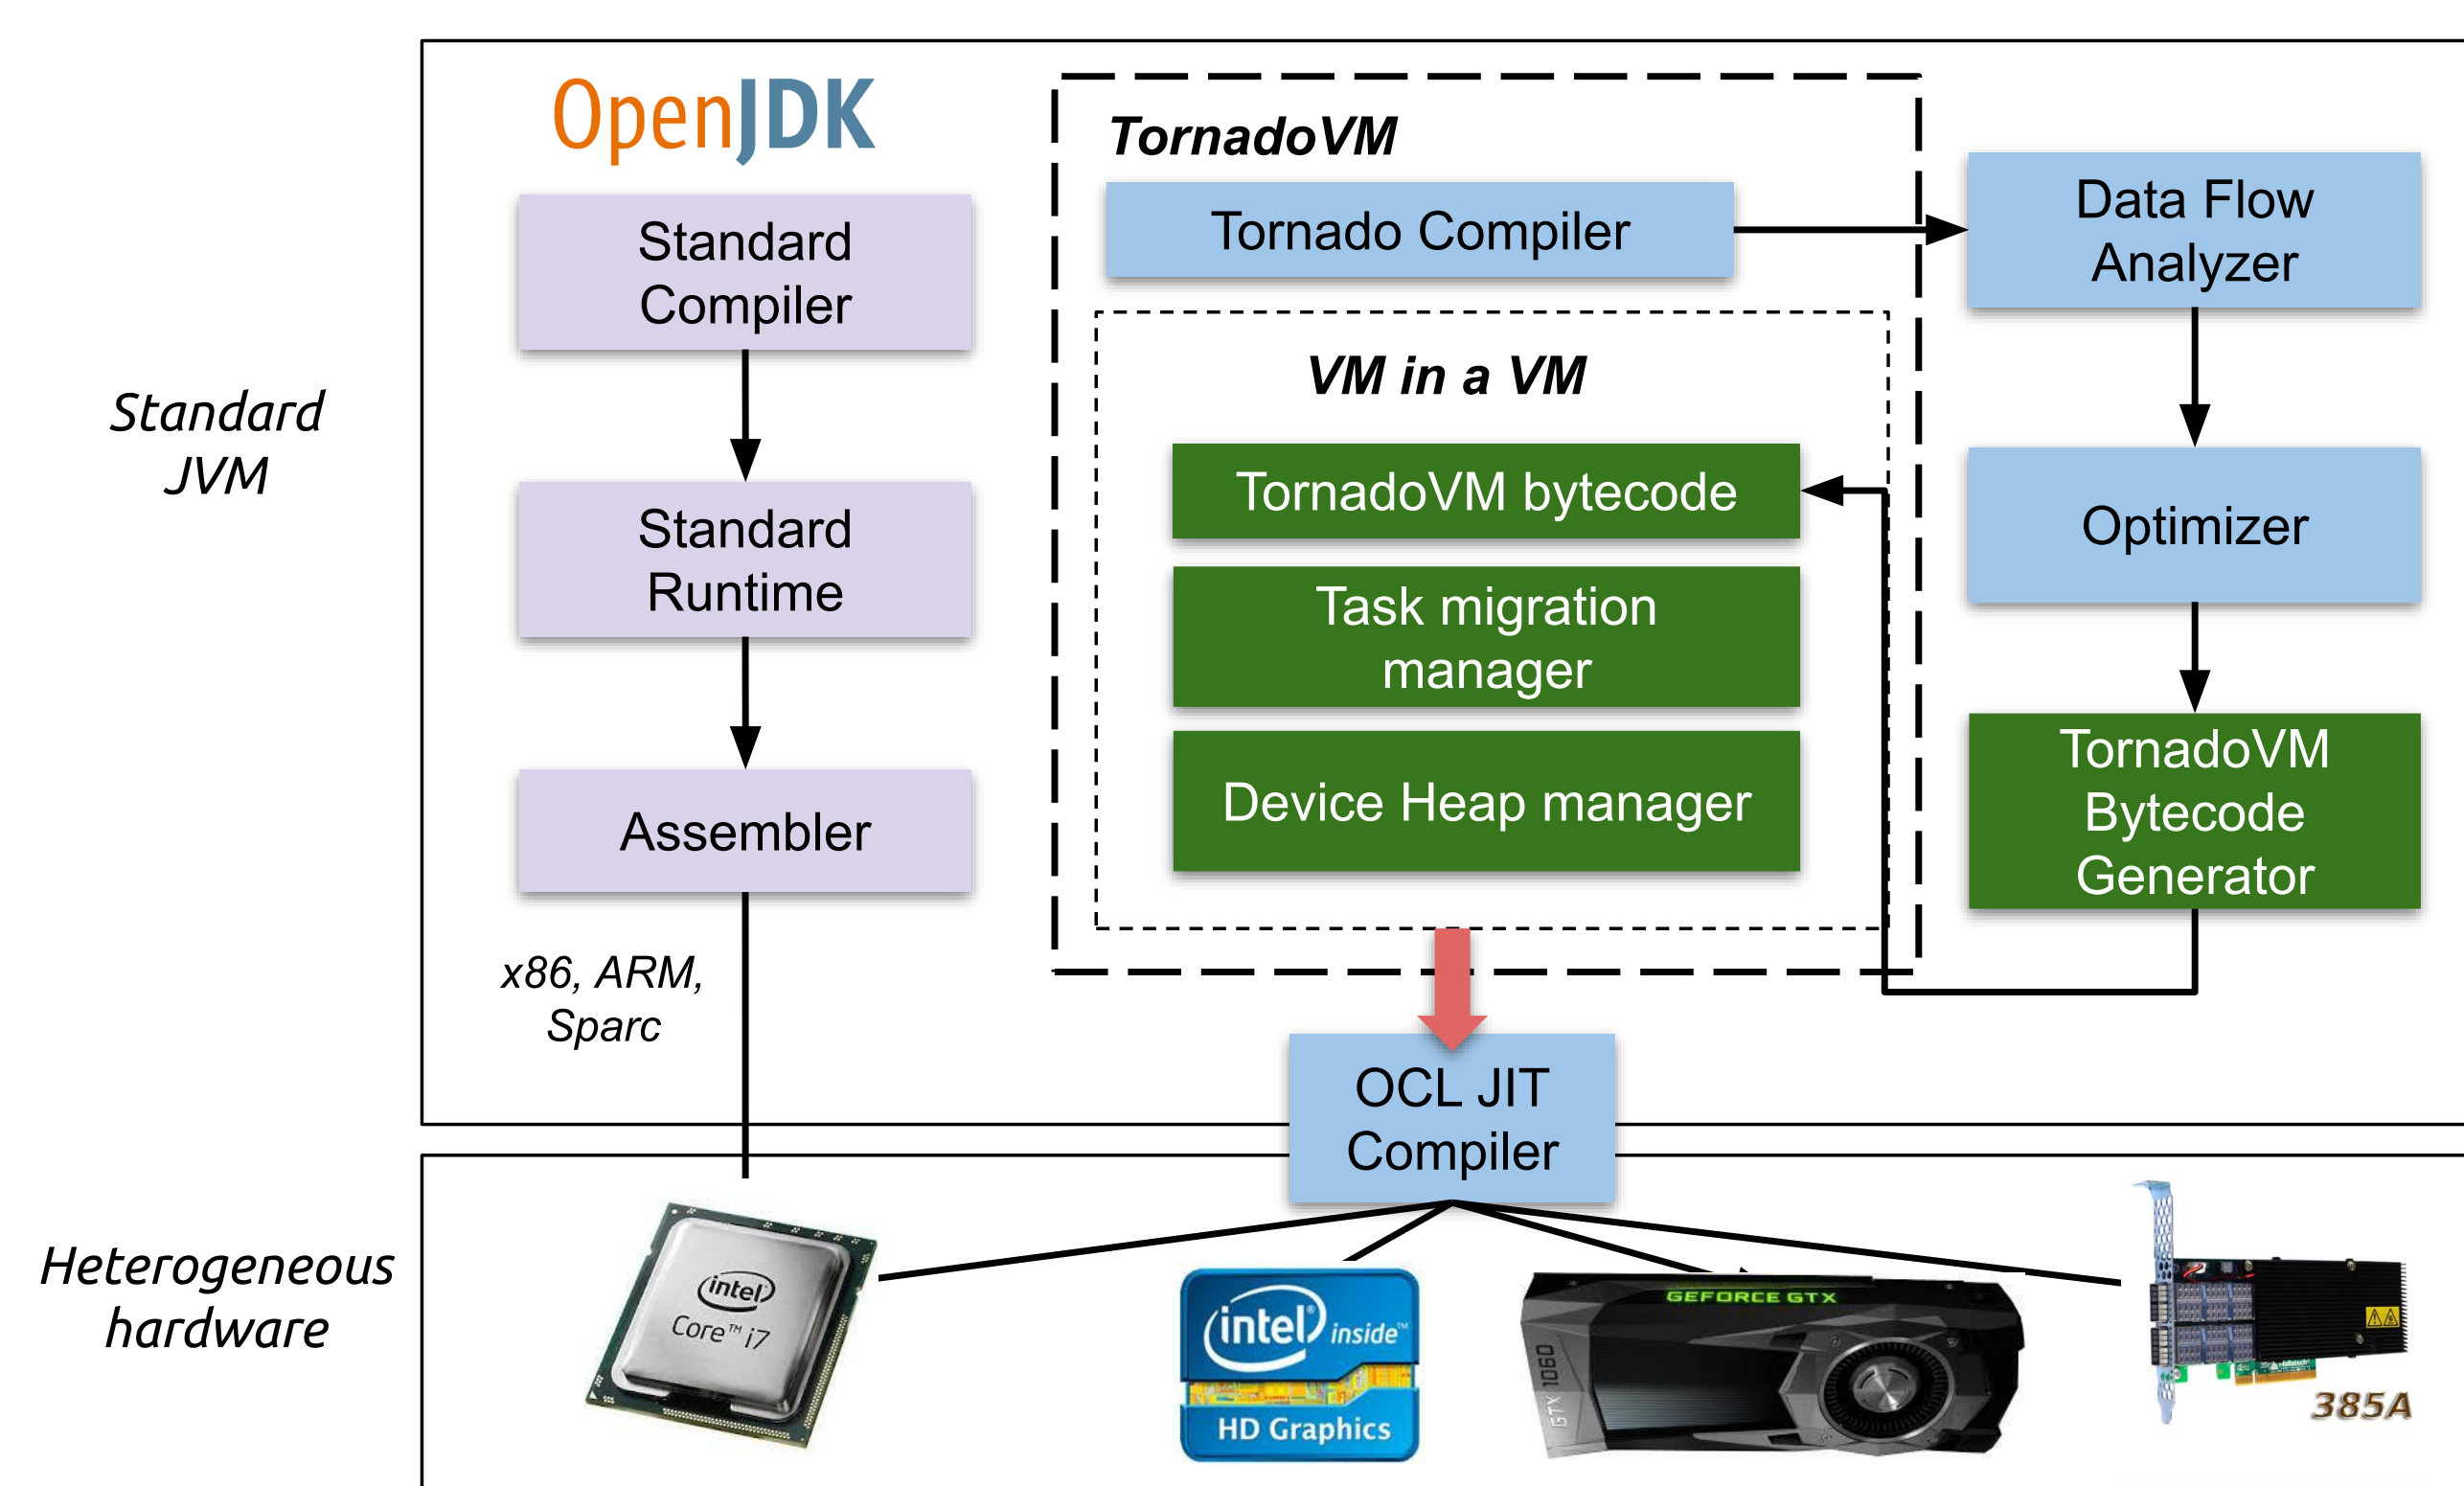 OpenJDK
Standard
Compiler
Standard
Runtime
Assembler
x86, ARM,
Sparc
TornadoVM
Tornado Compiler
VM in a VM
TornadoVM bytecode
Task migration
manager
Device Heap manager
Data Flow
Analyzer
Optimizer
TornadoVM
Bytecode
Generator
OCL JIT
Compiler
Standard
JVM
Heterogeneous
hardware
intel
Core™ i7
intel inside™
HD Graphics
GEFORCE GTX
GTX 1060
385A